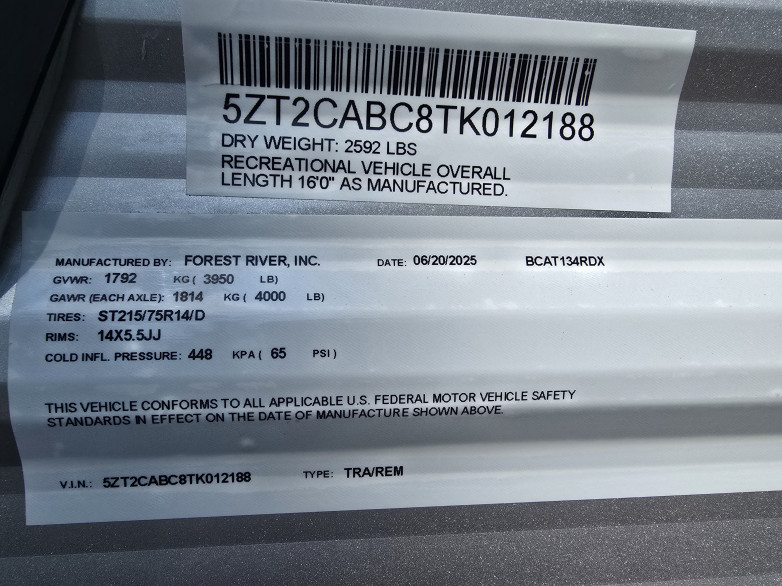 5ZT2CABC8TK012188
DRY WEIGHT: 2592 LBS
RECREATIONAL VEHICLE OVERALL
LENGTH 16'0" AS MANUFACTURED.
MANUFACTURED BY: FOREST RIVER, INC. DATE: 06/20/2025 BCAT134RDX
GVWR: 1792 KG ( 3950 LB)
GAWR (EACH AXLE): 1814 KG ( 4000 LB)
TIRES: ST215/75R14/D
RIMS: 14X5.5JJ
COLD INFL. PRESSURE: 448 KPA ( 65 PSI )
THIS VEHICLE CONFORMS TO ALL APPLICABLE U.S. FEDERAL MOTOR VEHICLE SAFETY
STANDARDS IN EFFECT ON THE DATE OF MANUFACTURE SHOWN ABOVE.
V.I.N.: 5ZT2CABC8TK012188 TYPE: TRA/REM